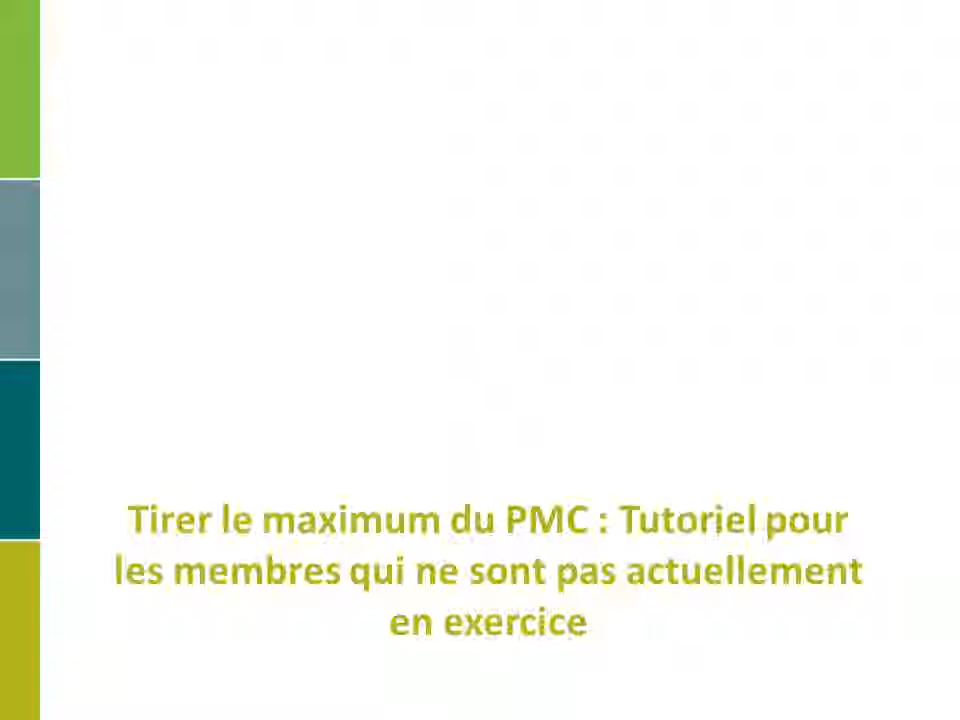 Tirer le maximum du PMC : Tutoriel pour
les membres qui ne sont pas actuellement
en exercice